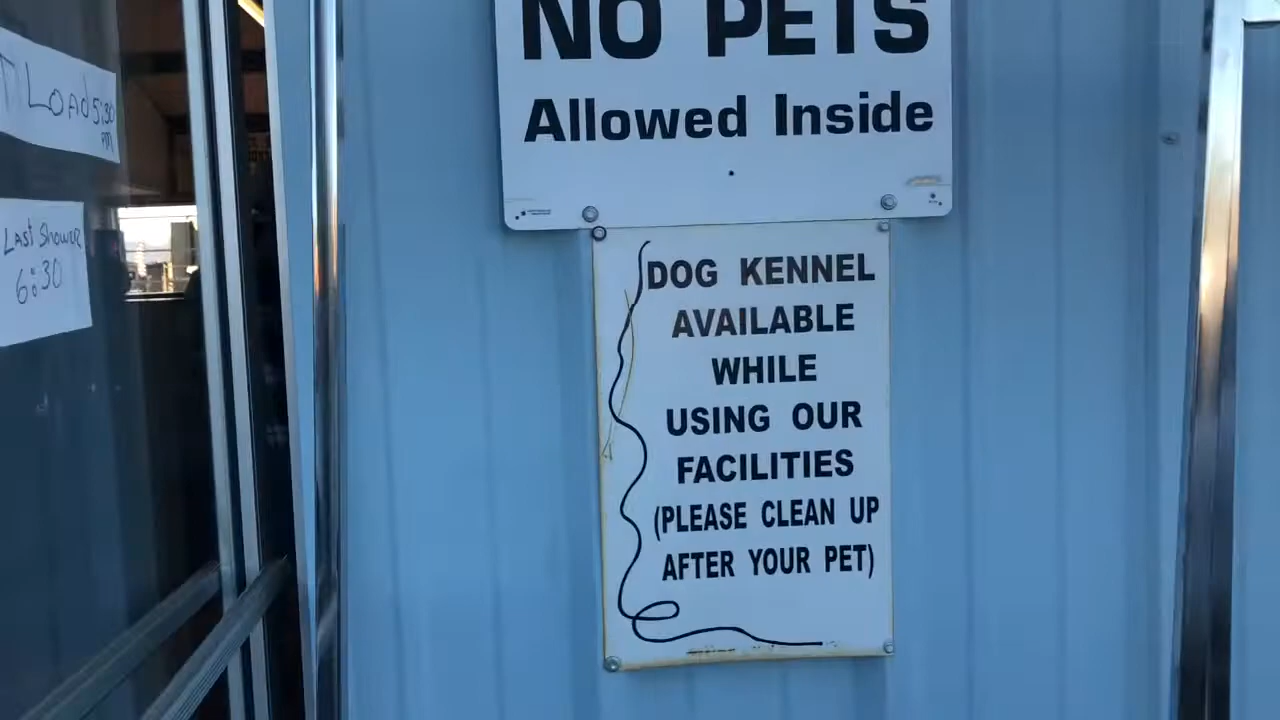 NO PETS
Allowed Inside
DOG KENNEL
AVAILABLE
WHILE
USING OUR
FACILITIES
(PLEASE CLEAN UP
AFTER YOUR PET)
Load 5:30
PM
Last Shower
6:30